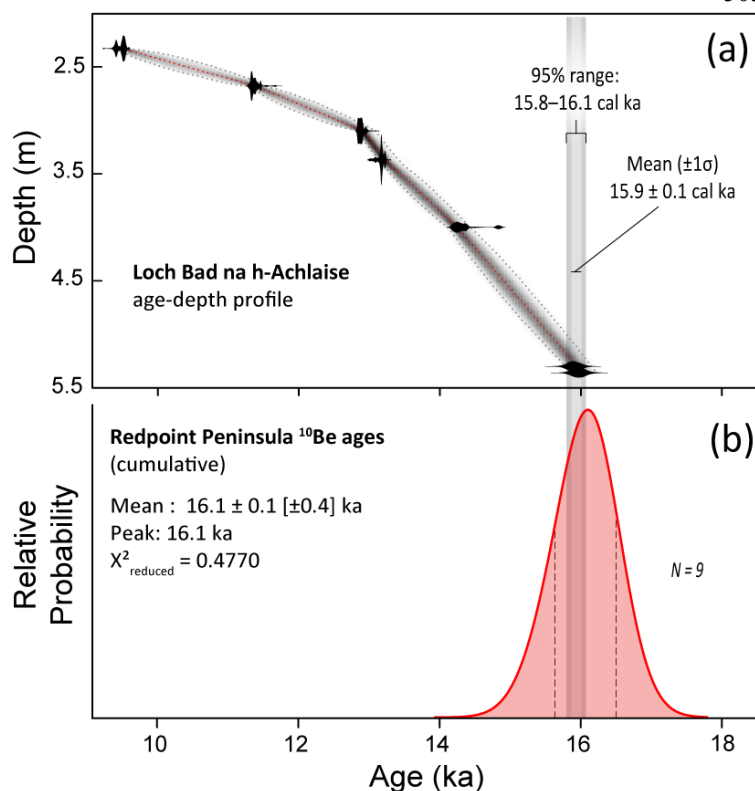 (a)
2.5
3.5
4.5
5.5
Depth (m)
95% range:
15.8–16.1 cal ka
Mean (±1σ)
15.9 ± 0.1 cal ka
Loch Bad na h-Achlaise
age-depth profile
(b)
Redpoint Peninsula ¹⁰Be ages
(cumulative)
Mean : 16.1 ± 0.1 [±0.4] ka
Peak: 16.1 ka
X²reduced = 0.4770
N = 9
Relative
Probability
10
12
14
16
18
Age (ka)